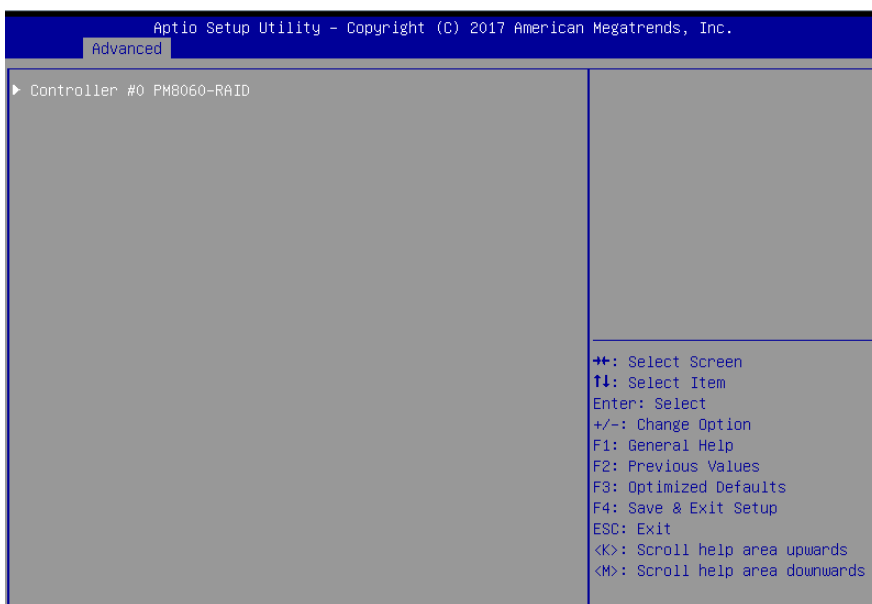 Aptio Setup Utility – Copyright (C) 2017 American Megatrends, Inc.
Advanced
Controller #0 PM8060-RAID
→←: Select Screen
↑↓: Select Item
Enter: Select
+/-: Change Option
F1: General Help
F2: Previous Values
F3: Optimized Defaults
F4: Save & Exit Setup
ESC: Exit
<K>: Scroll help area upwards
<M>: Scroll help area downwards